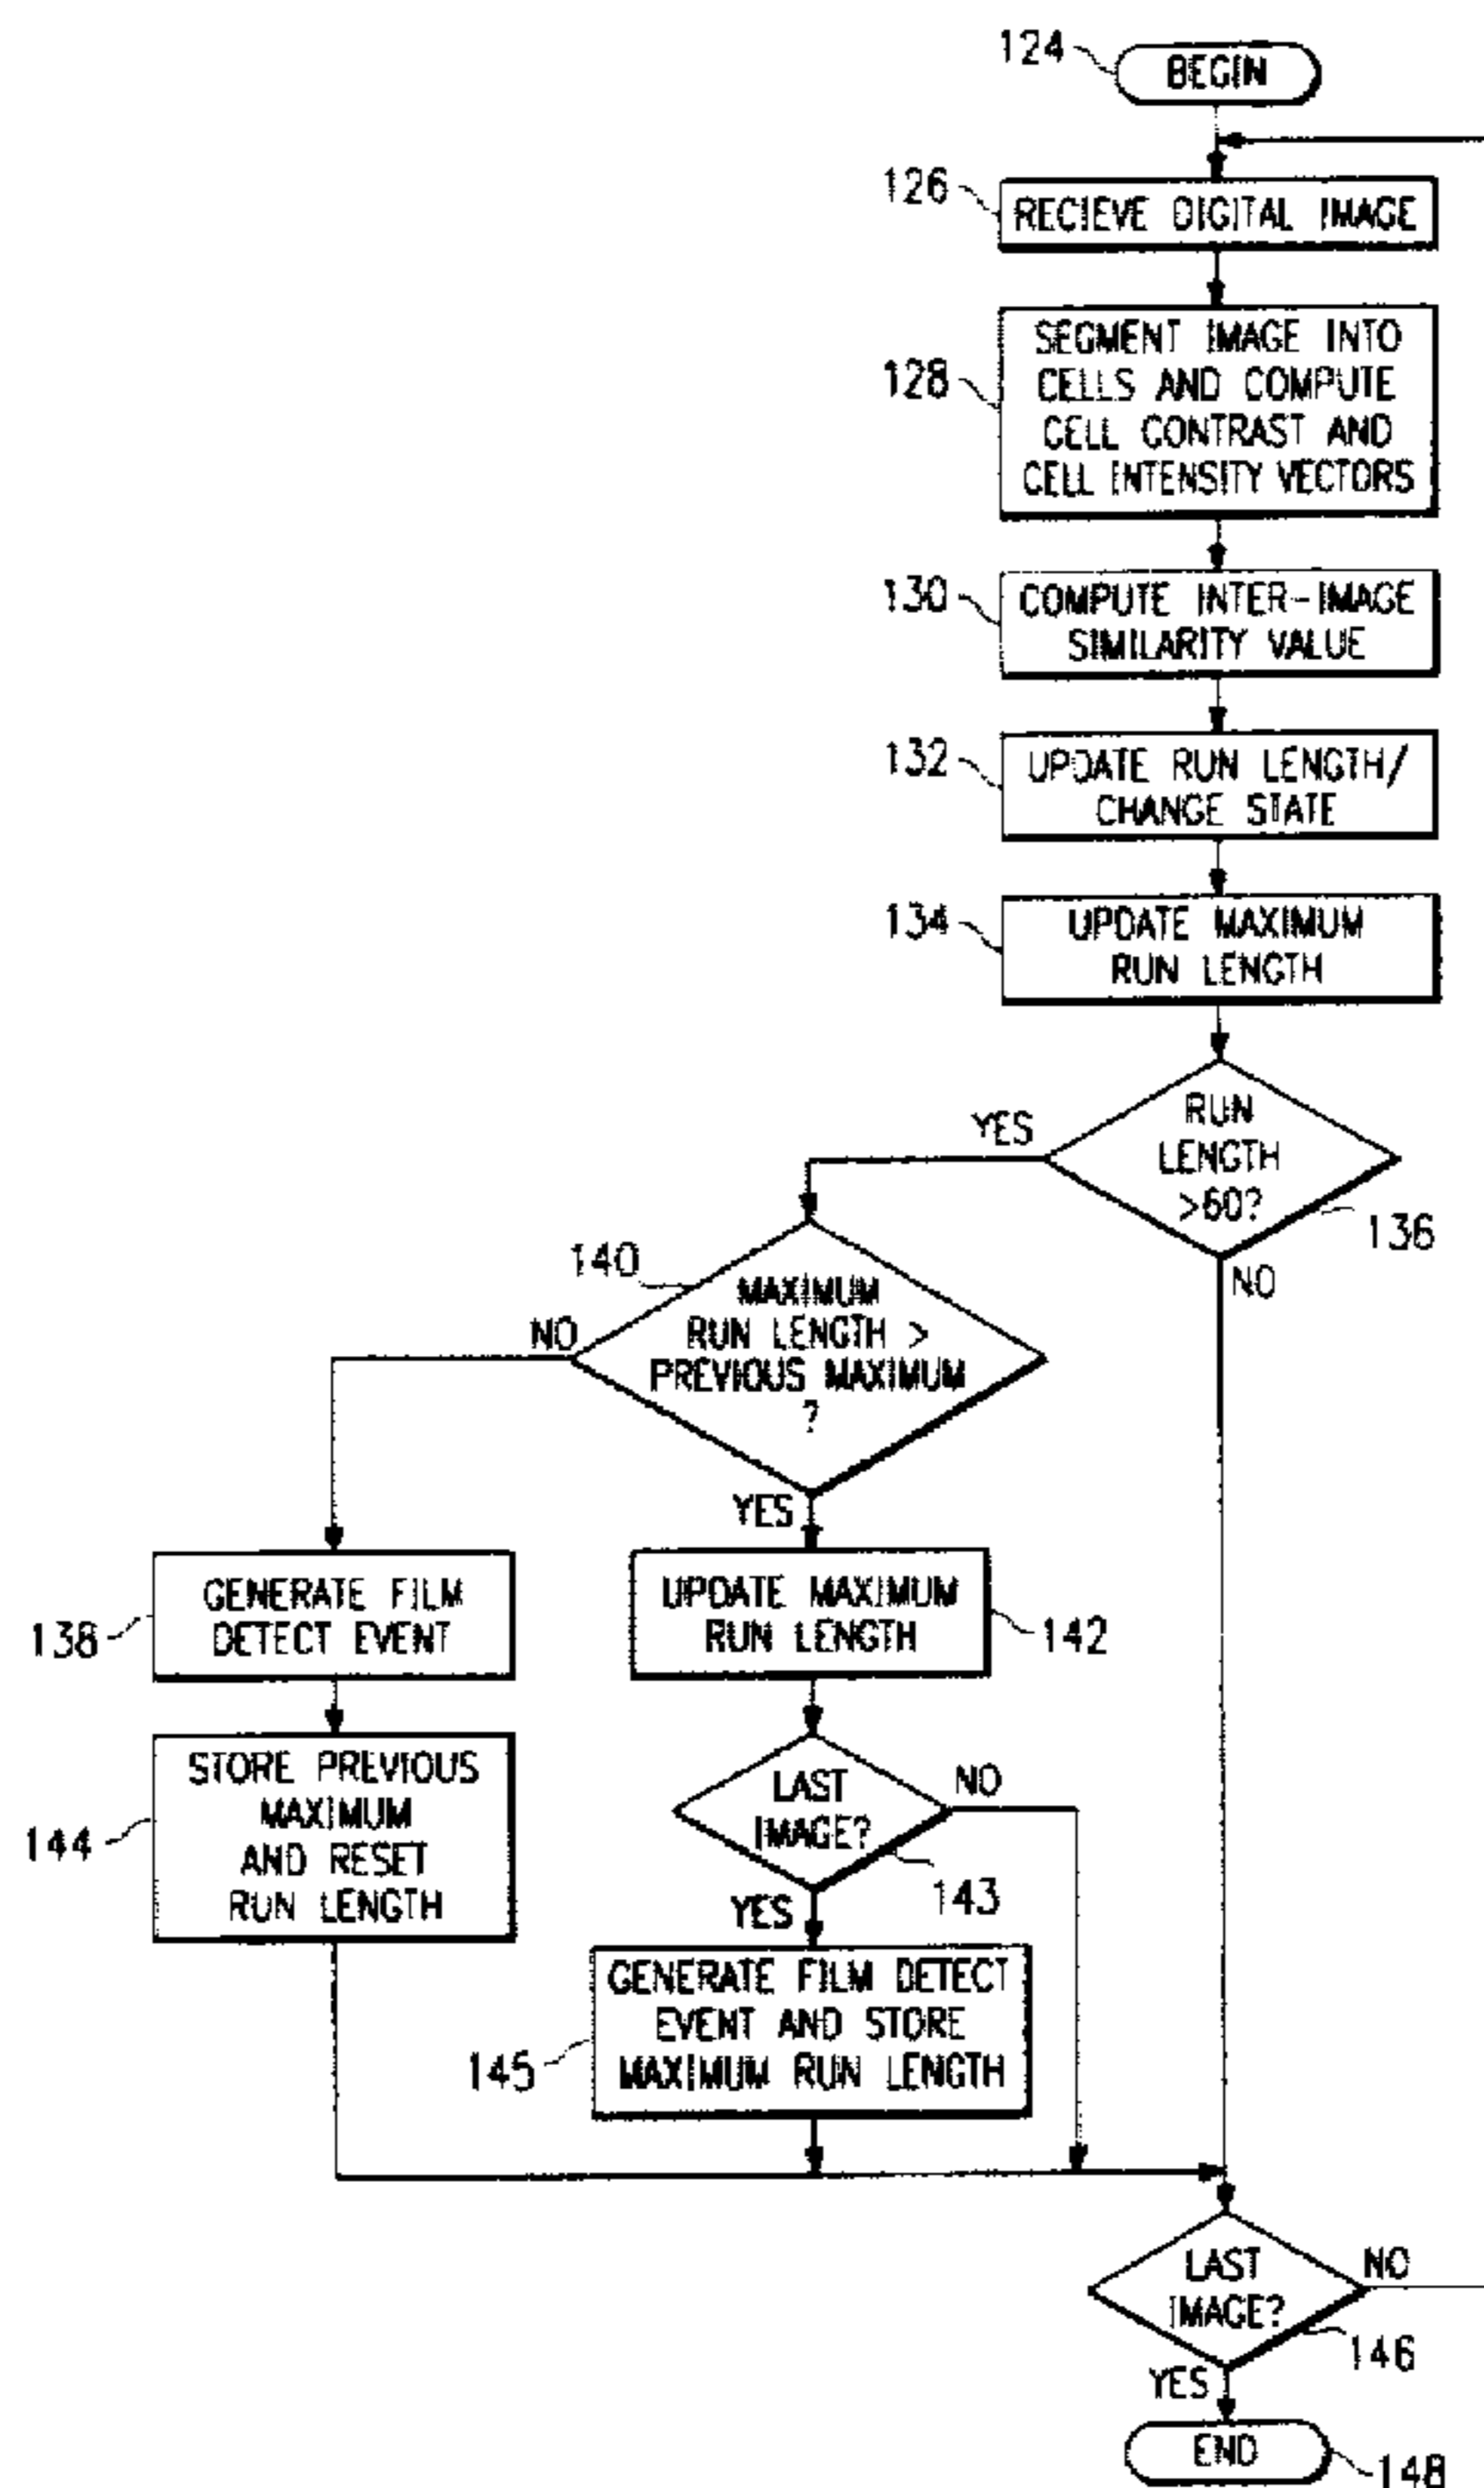 124
BEGIN
126
RECIEVE DIGITAL IMAGE
128
SEGMENT IMAGE INTO
CELLS AND COMPUTE
CELL CONTRAST AND
CELL INTENSITY VECTORS
130
COMPUTE INTER-IMAGE
SIMILARITY VALUE
132
UPDATE RUN LENGTH/
CHANGE STATE
134
UPDATE MAXIMUM
RUN LENGTH
RUN
LENGTH
>60?
136
YES
NO
140
MAXIMUM
RUN LENGTH >
PREVIOUS MAXIMUM
?
NO
YES
138
GENERATE FILM
DETECT EVENT
UPDATE MAXIMUM
RUN LENGTH
142
144
STORE PREVIOUS
MAXIMUM
AND RESET
RUN LENGTH
LAST
IMAGE?
NO
143
YES
145
GENERATE FILM DETECT
EVENT AND STORE
MAXIMUM RUN LENGTH
LAST
IMAGE?
NO
146
YES
END
148